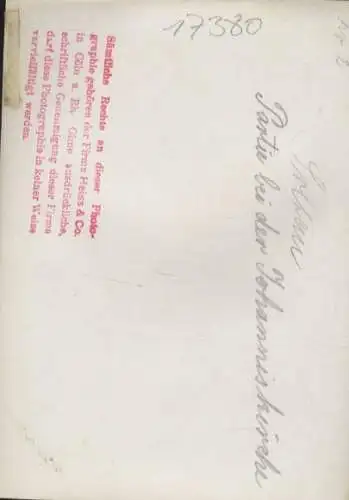 17380
Sämtliche Rechte an dieser Photo-
graphie gehören der Firma Heiss & Co.
in Cöln a. Rh. Ohne ausdrückliche,
schriftliche Genehmigung dieser Firma
darf diese Photographie in keiner Weise
vervielfältigt werden.
Partie bei der Johanniskirche